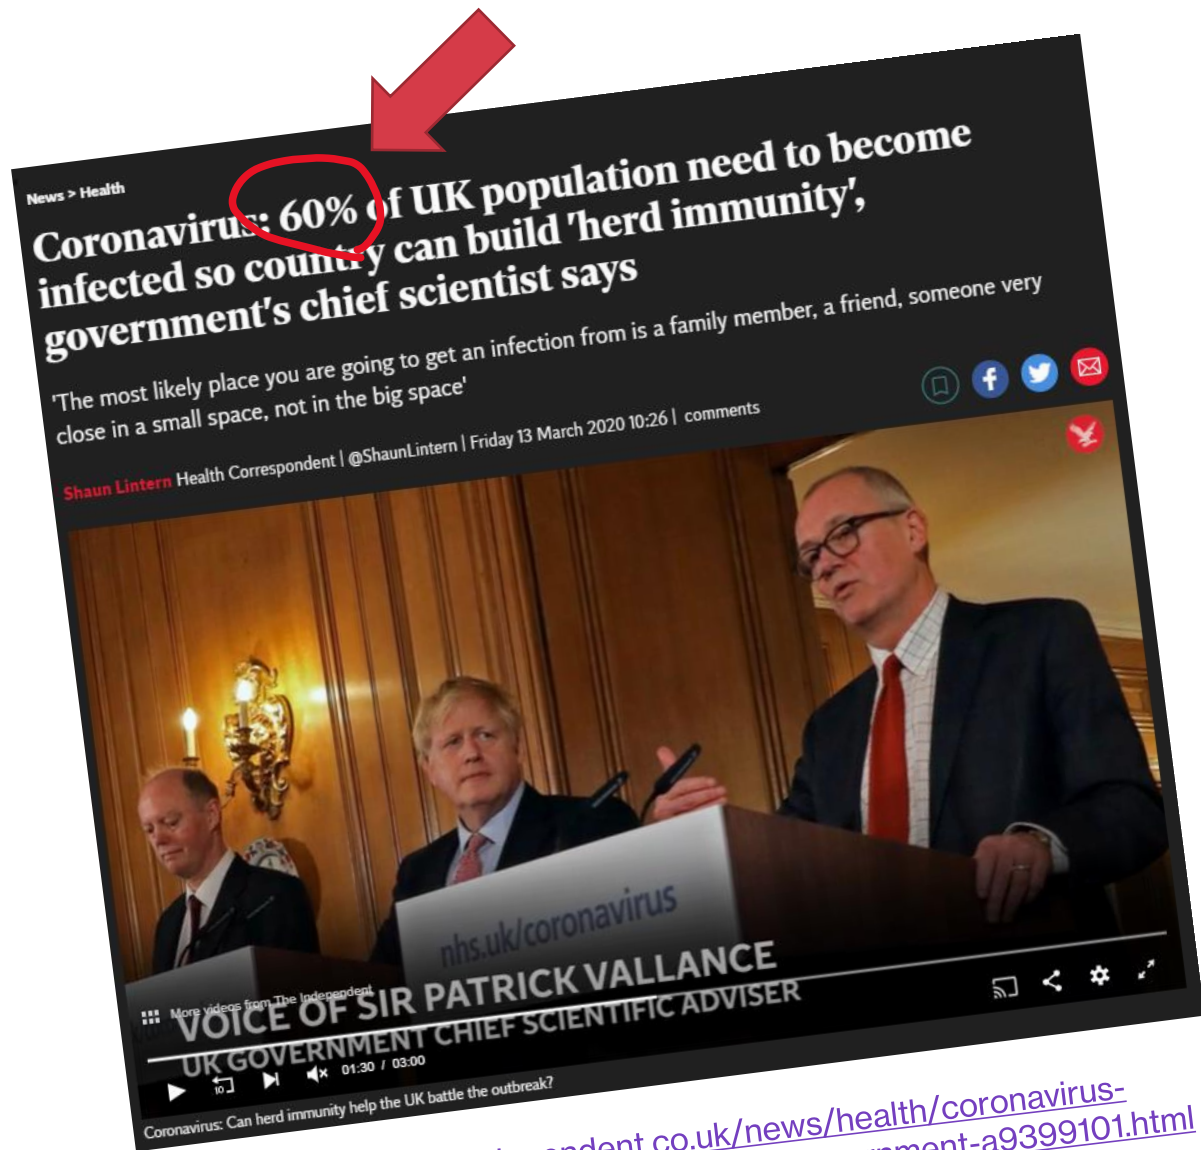 News > Health
Coronavirus: 60% of UK population need to become
infected so country can build 'herd immunity',
government's chief scientist says
'The most likely place you are going to get an infection from is a family member, a friend, someone very
close in a small space, not in the big space'
Shaun Lintern Health Correspondent | @ShaunLintern | Friday 13 March 2020 10:26 | comments
nhs.uk/coronavirus
More videos from The Independent
VOICE OF SIR PATRICK VALLANCE
UK GOVERNMENT CHIEF SCIENTIFIC ADVISER
10
01:30 / 03:00
Coronavirus: Can herd immunity help the UK battle the outbreak?
.co.uk/news/health/coronavirus-
-a9399101.html